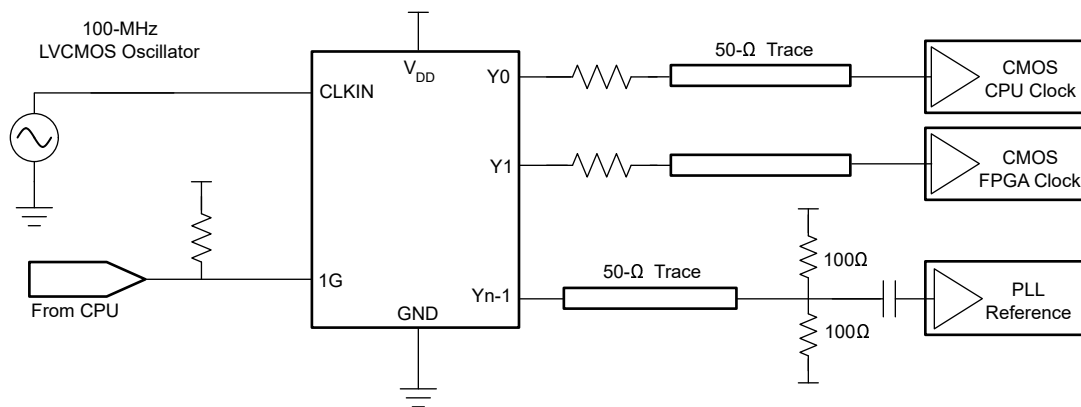 100-MHz
LVCMOS Oscillator
50-Ω Trace
V_DD
Y0
CMOS
CPU Clock
CLKIN
Y1
CMOS
FPGA Clock
50-Ω Trace
100Ω
1G
From CPU
Yn-1
PLL
Reference
GND
100Ω